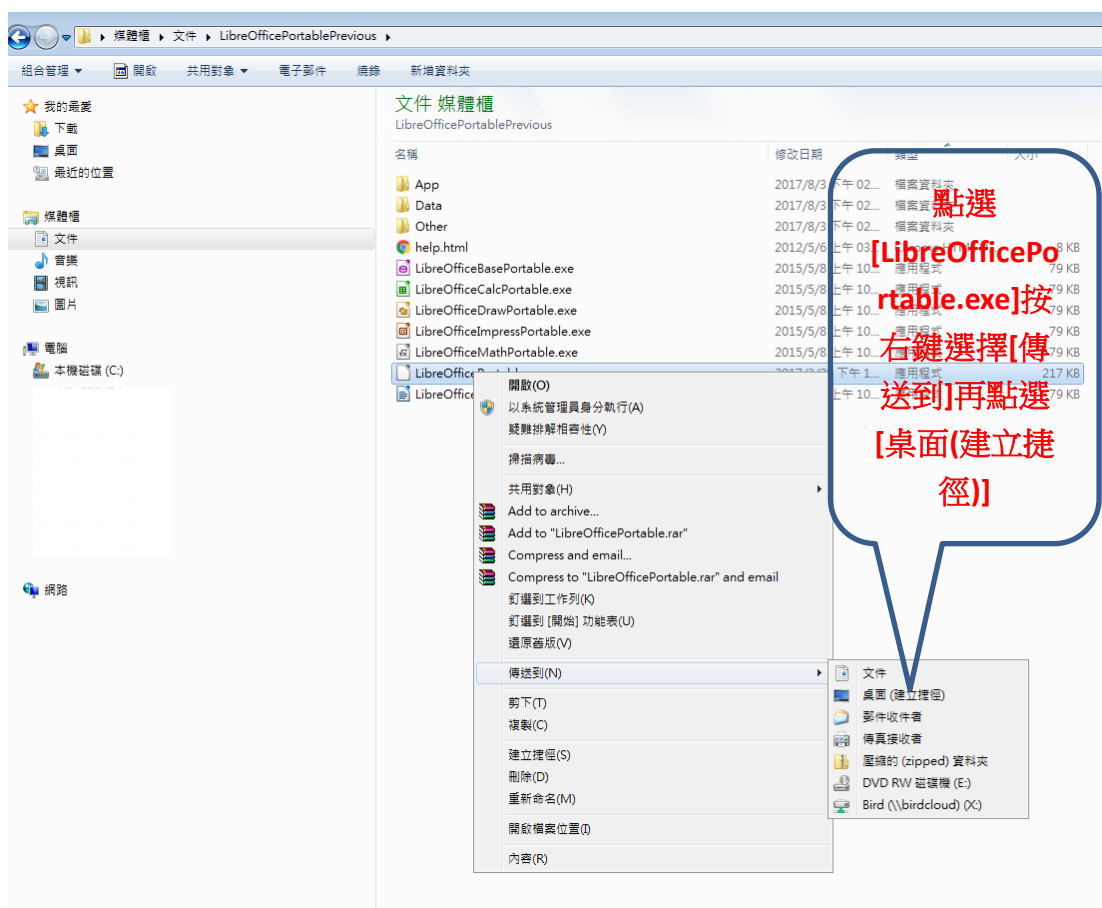 媒體櫃 ▸ 文件 ▸ LibreOfficePortablePrevious ▸
組合管理 ▼ 開啟 共用對象 ▼ 電子郵件 燒錄 新增資料夾
我的最愛
下載
桌面
最近的位置
媒體櫃
文件
音樂
視訊
圖片
電腦
本機磁碟 (C:)
網路
文件 媒體櫃
LibreOfficePortablePrevious
名稱 修改日期 類型 大小
App 2017/8/3 下午 02... 檔案資料夾
Data 2017/8/3 下午 02... 檔案資料夾
Other 2017/8/3 下午 02... 檔案資料夾
help.html 2012/5/6 上午 03... 8 KB
LibreOfficeBasePortable.exe 2015/5/8 上午 10... 應用程式 79 KB
LibreOfficeCalcPortable.exe 2015/5/8 上午 10... 應用程式 79 KB
LibreOfficeDrawPortable.exe 2015/5/8 上午 10... 應用程式 79 KB
LibreOfficeImpressPortable.exe 2015/5/8 上午 10... 應用程式 79 KB
LibreOfficeMathPortable.exe 2015/5/8 上午 10... 應用程式 79 KB
下午 1... 應用程式 217 KB
LibreOffice 上午 10... 79 KB
開啟(O)
以系統管理員身分執行(A)
疑難排解相容性(Y)
掃描病毒...
共用對象(H)
Add to archive...
Add to "LibreOfficePortable.rar"
Compress and email...
Compress to "LibreOfficePortable.rar" and email
釘選到工作列(K)
釘選到 [開始] 功能表(U)
還原舊版(V)
傳送到(N)
剪下(T)
複製(C)
建立捷徑(S)
刪除(D)
重新命名(M)
開啟檔案位置(I)
內容(R)
文件
桌面 (建立捷徑)
郵件收件者
傳真接收者
壓縮的 (zipped) 資料夾
DVD RW 磁碟機 (E:)
Bird (\\birdcloud) (X:)
點選
[LibreOfficePo
rtable.exe]按
右鍵選擇[傳
送到]再點選
[桌面(建立捷
徑)]